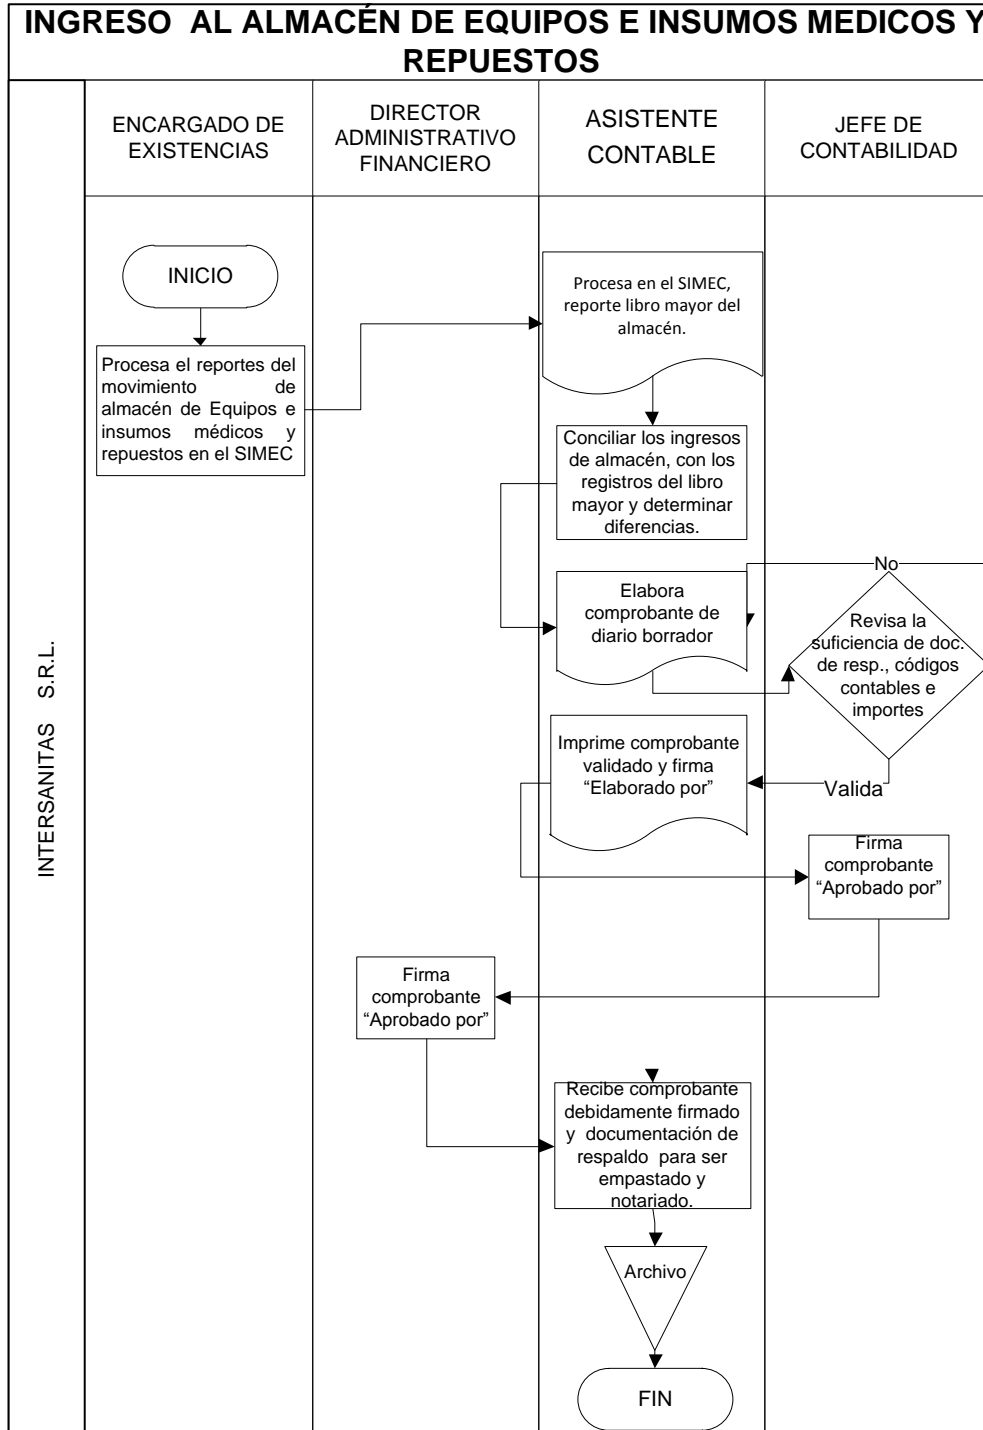 INGRESO AL ALMACÉN DE EQUIPOS E INSUMOS MEDICOS Y
REPUESTOS
ENCARGADO DE
EXISTENCIAS
DIRECTOR
ADMINISTRATIVO
FINANCIERO
ASISTENTE
CONTABLE
JEFE DE
CONTABILIDAD
INTERSANITAS S.R.L.
INICIO
Procesa el reportes del
movimiento de
almacén de Equipos e
insumos médicos y
repuestos en el SIMEC
Procesa en el SIMEC,
reporte libro mayor del
almacén.
Conciliar los ingresos
de almacén, con los
registros del libro
mayor y determinar
diferencias.
Elabora
comprobante de
diario borrador
No
Revisa la
suficiencia de doc.
de resp., códigos
contables e
importes
Valida
Imprime comprobante
validado y firma
“Elaborado por”
Firma
comprobante
“Aprobado por”
Firma
comprobante
“Aprobado por”
Recibe comprobante
debidamente firmado
y documentación de
respaldo para ser
empastado y
notariado.
Archivo
FIN